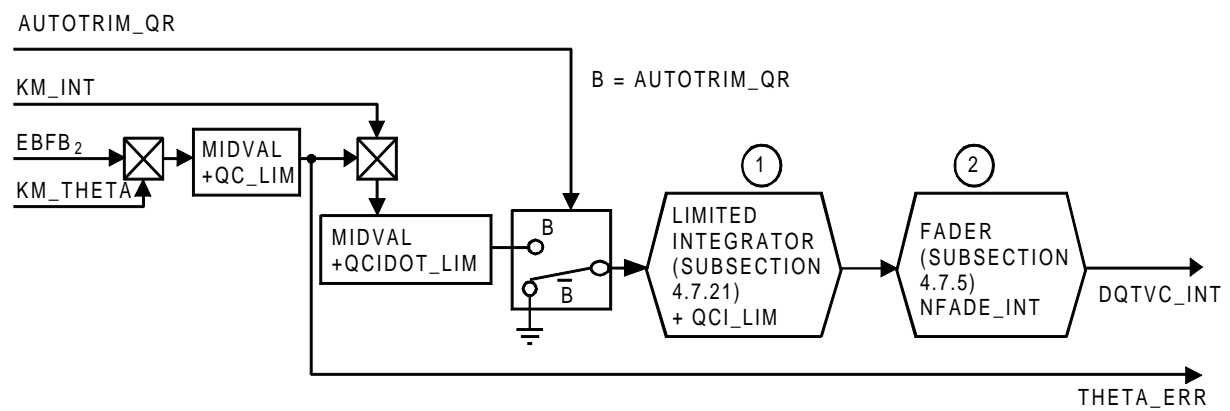 AUTOTRIM_QR
KM_INT
B = AUTOTRIM_QR
EBFB₂
KM_THETA
MIDVAL
+QC_LIM
MIDVAL
+QCIDOT_LIM
B
B̅
1
LIMITED
INTEGRATOR
(SUBSECTION
4.7.21)
+ QCI_LIM
2
FADER
(SUBSECTION
4.7.5)
NFADE_INT
DQTVC_INT
THETA_ERR